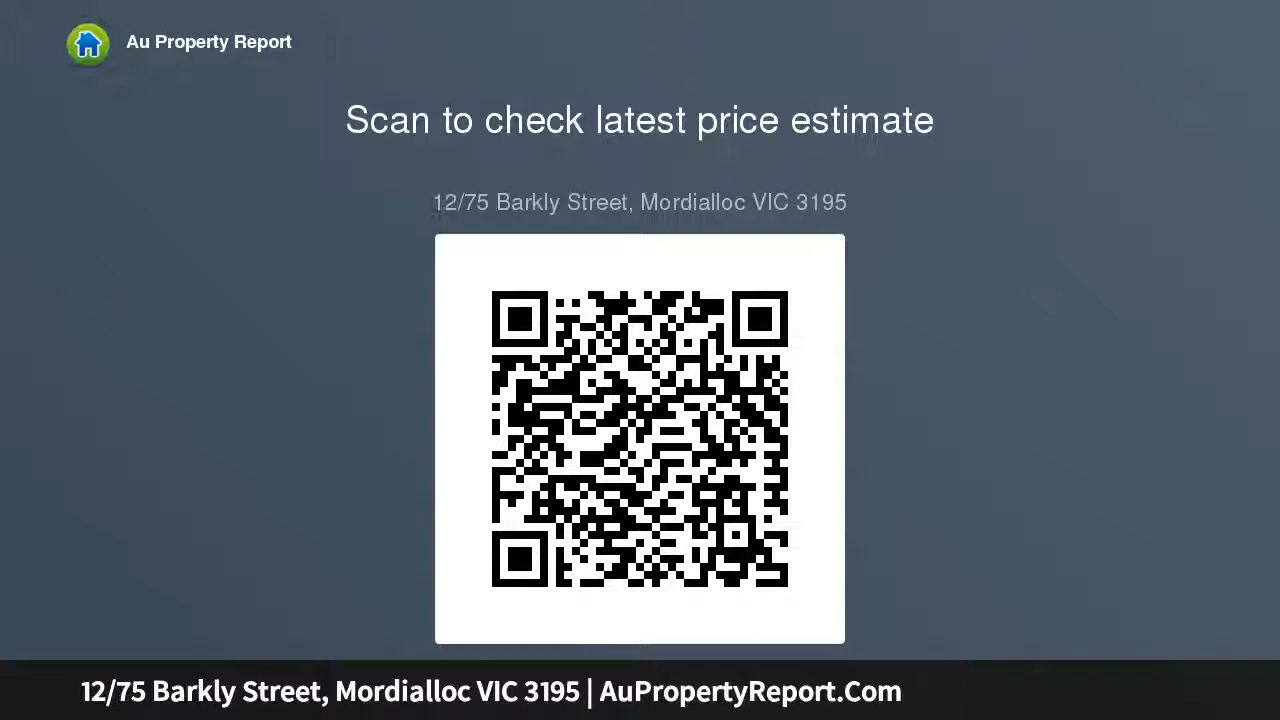 Au Property Report
Scan to check latest price estimate
12/75 Barkly Street, Mordialloc VIC 3195
12/75 Barkly Street, Mordialloc VIC 3195 | AuPropertyReport.Com